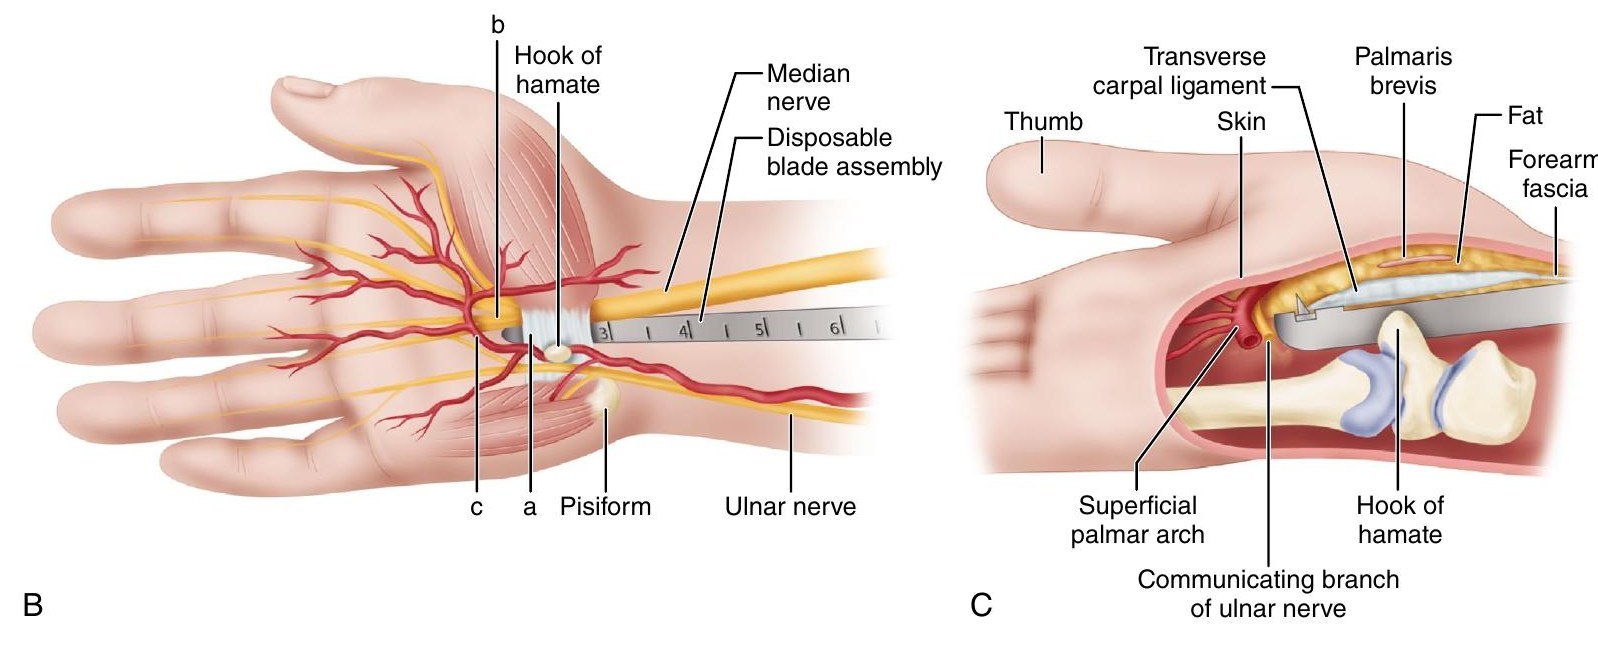 b
Hook of
hamate
Median
nerve
Disposable
blade assembly
3
4
5
6
c
a
Pisiform
Ulnar nerve
B
Transverse
carpal ligament
Palmaris
brevis
Thumb
Skin
Fat
Forearm
fascia
Superficial
palmar arch
Hook of
hamate
Communicating branch
of ulnar nerve
C